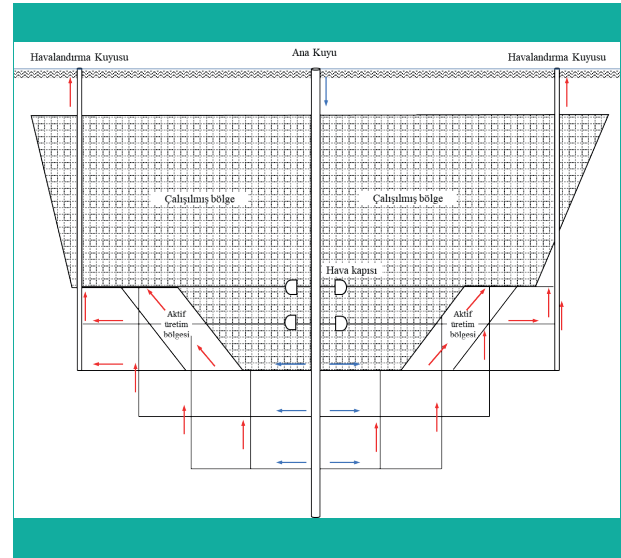 Havalandırma Kuyusu
Ana Kuyu
Havalandırma Kuyusu
Çalışılmış bölge
Çalışılmış bölge
Hava kapısı
Aktif
üretim
bölgesi
Aktif
üretim
bölgesi